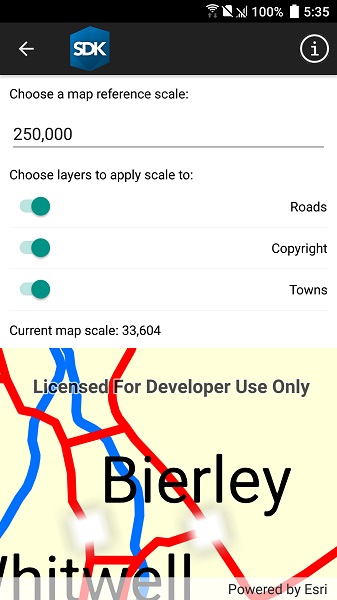 100% 5:35
SDK
Choose a map reference scale:
250,000
Choose layers to apply scale to:
Roads
Copyright
Towns
Current map scale: 33,604
Licensed For Developer Use Only
Bierley
Whitwell
Powered by Esri